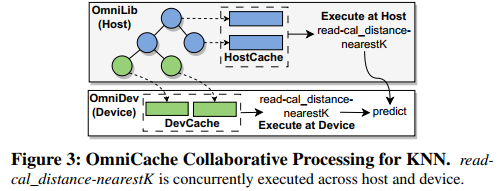 OmniLib
(Host)
HostCache
Execute at Host
read-cal_distance-
nearestK
OmniDev
(Device)
DevCache
read-cal_distance-
nearestK
Execute at Device
predict
Figure 3: OmniCache Collaborative Processing for KNN. read-
cal_distance-nearestK is concurrently executed across host and device.